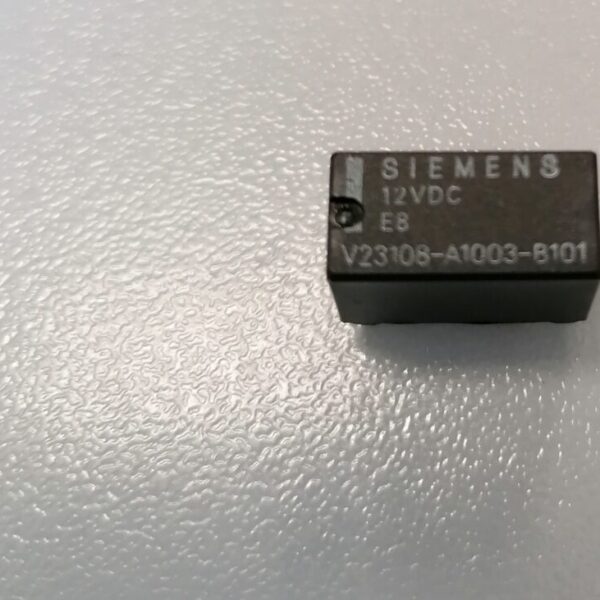 SIEMENS
12VDC
E8
V23108-A1003-B101